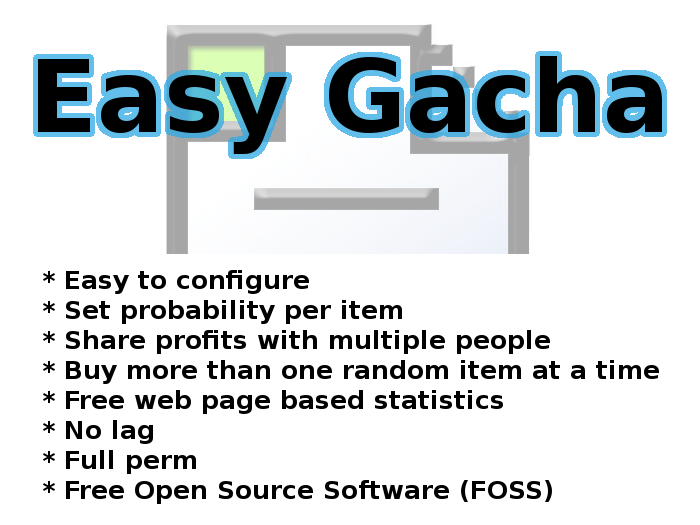 Easy Gacha
* Easy to configure
* Set probability per item
* Share profits with multiple people
* Buy more than one random item at a time
* Free web page based statistics
* No lag
* Full perm
* Free Open Source Software (FOSS)